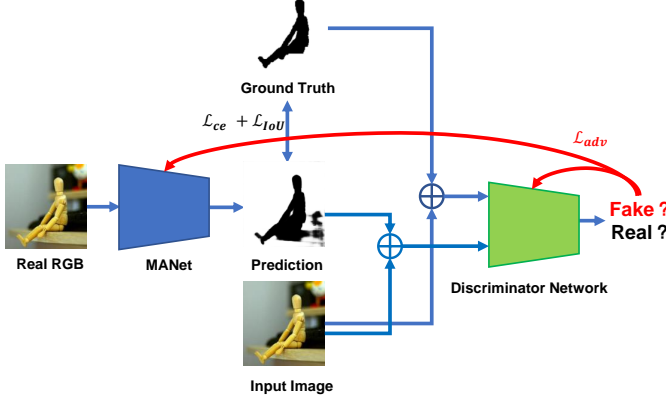 Ground Truth
ℒce + ℒIoU
ℒadv
Real RGB
MANet
Prediction
Fake ?
Real ?
Discriminator Network
Input Image